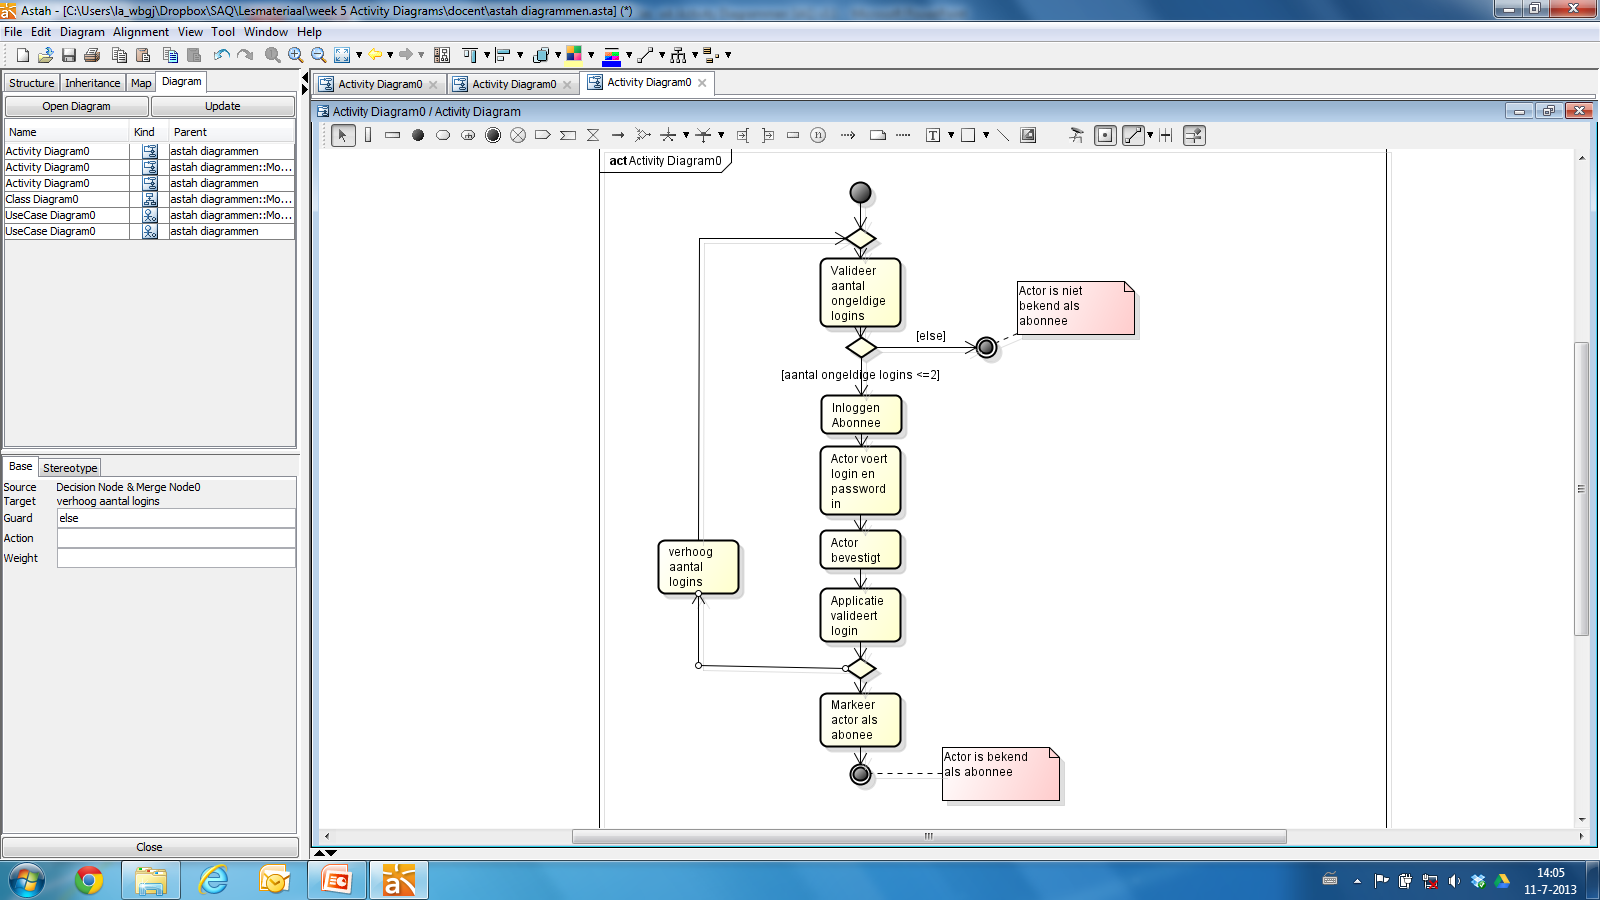 Astah - [C:\Users\la_wbgj\Dropbox\SAQ\Lesmateriaal\week 5 Activity Diagrams\docent\astah diagrammen.asta] (*)
File Edit Diagram Alignment View Tool Window Help
Structure Inheritance Map Diagram
Open Diagram Update
Name Kind Parent
Activity Diagram0 astah diagrammen
Activity Diagram0 astah diagrammen::Mo...
Activity Diagram0 astah diagrammen
Class Diagram0 astah diagrammen::Mo...
UseCase Diagram0 astah diagrammen::Mo...
UseCase Diagram0 astah diagrammen
Base Stereotype
Source Decision Node & Merge Node0
Target verhoog aantal logins
Guard else
Action
Weight
Close
Activity Diagram0 Activity Diagram0 Activity Diagram0
Activity Diagram0 / Activity Diagram
act Activity Diagram0
Valideer
aantal
ongeldige
logins
[else]
Actor is niet
bekend als
abonnee
[aantal ongeldige logins <=2]
Inloggen
Abonnee
Actor voert
login en
password
in
Actor
bevestigt
verhoog
aantal
logins
Applicatie
valideert
login
Markeer
actor als
abonee
Actor is bekend
als abonnee
14:05
11-7-2013